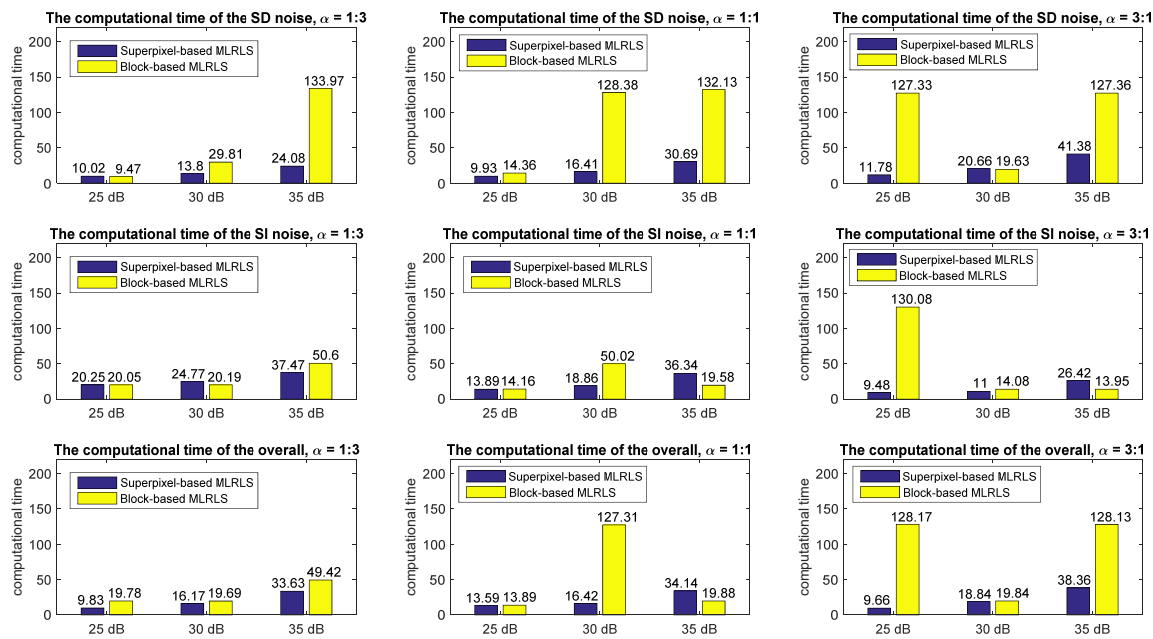 The computational time of the SD noise, α = 1:3
computational time
200
150
100
50
0
Superpixel-based MLRLS
Block-based MLRLS
10.02 9.47
13.8 29.81
24.08 133.97
25 dB 30 dB 35 dB
The computational time of the SD noise, α = 1:1
computational time
200
150
100
50
0
Superpixel-based MLRLS
Block-based MLRLS
9.93 14.36
16.41 128.38
30.69 132.13
25 dB 30 dB 35 dB
The computational time of the SD noise, α = 3:1
computational time
200
150
100
50
0
Superpixel-based MLRLS
Block-based MLRLS
11.78 127.33
20.66 19.63
41.38 127.36
25 dB 30 dB 35 dB
The computational time of the SI noise, α = 1:3
computational time
200
150
100
50
0
Superpixel-based MLRLS
Block-based MLRLS
20.25 20.05
24.77 20.19
37.47 50.6
25 dB 30 dB 35 dB
The computational time of the SI noise, α = 1:1
computational time
200
150
100
50
0
Superpixel-based MLRLS
Block-based MLRLS
13.89 14.16
18.86 50.02
36.34 19.58
25 dB 30 dB 35 dB
The computational time of the SI noise, α = 3:1
computational time
200
150
100
50
0
Superpixel-based MLRLS
Block-based MLRLS
9.48 130.08
11 14.08
26.42 13.95
25 dB 30 dB 35 dB
The computational time of the overall, α = 1:3
computational time
200
150
100
50
0
Superpixel-based MLRLS
Block-based MLRLS
9.83 19.78
16.17 19.69
33.63 49.42
25 dB 30 dB 35 dB
The computational time of the overall, α = 1:1
computational time
200
150
100
50
0
Superpixel-based MLRLS
Block-based MLRLS
13.59 13.89
16.42 127.31
34.14 19.88
25 dB 30 dB 35 dB
The computational time of the overall, α = 3:1
computational time
200
150
100
50
0
Superpixel-based MLRLS
Block-based MLRLS
9.66 128.17
18.84 19.84
38.36 128.13
25 dB 30 dB 35 dB